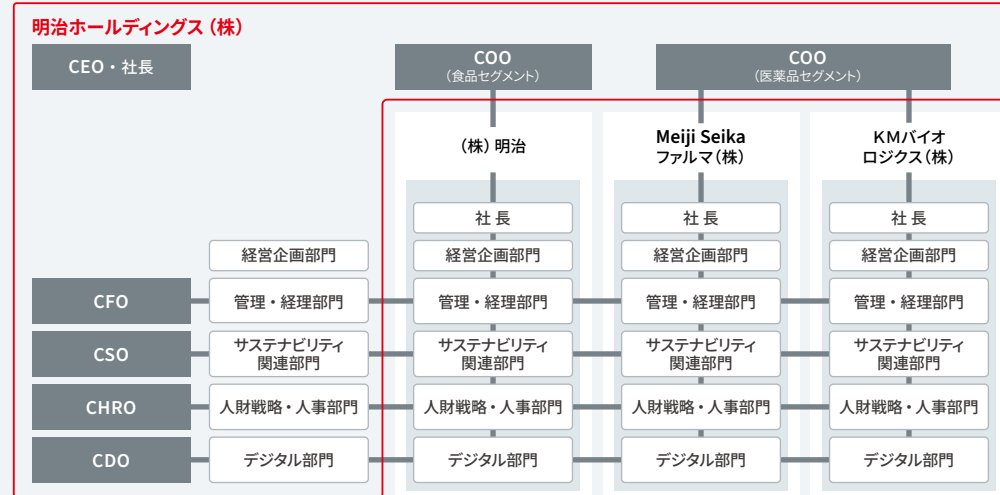 明治ホールディングス（株）
CEO・社長
COO
（食品セグメント）
COO
（医薬品セグメント）
（株）明治
Meiji Seika
ファルマ（株）
KMバイオ
ロジクス（株）
社 長
社 長
社 長
経営企画部門
経営企画部門
経営企画部門
経営企画部門
CFO
管理・経理部門
管理・経理部門
管理・経理部門
管理・経理部門
CSO
サステナビリティ
関連部門
サステナビリティ
関連部門
サステナビリティ
関連部門
サステナビリティ
関連部門
CHRO
人財戦略・人事部門
人財戦略・人事部門
人財戦略・人事部門
人財戦略・人事部門
CDO
デジタル部門
デジタル部門
デジタル部門
デジタル部門